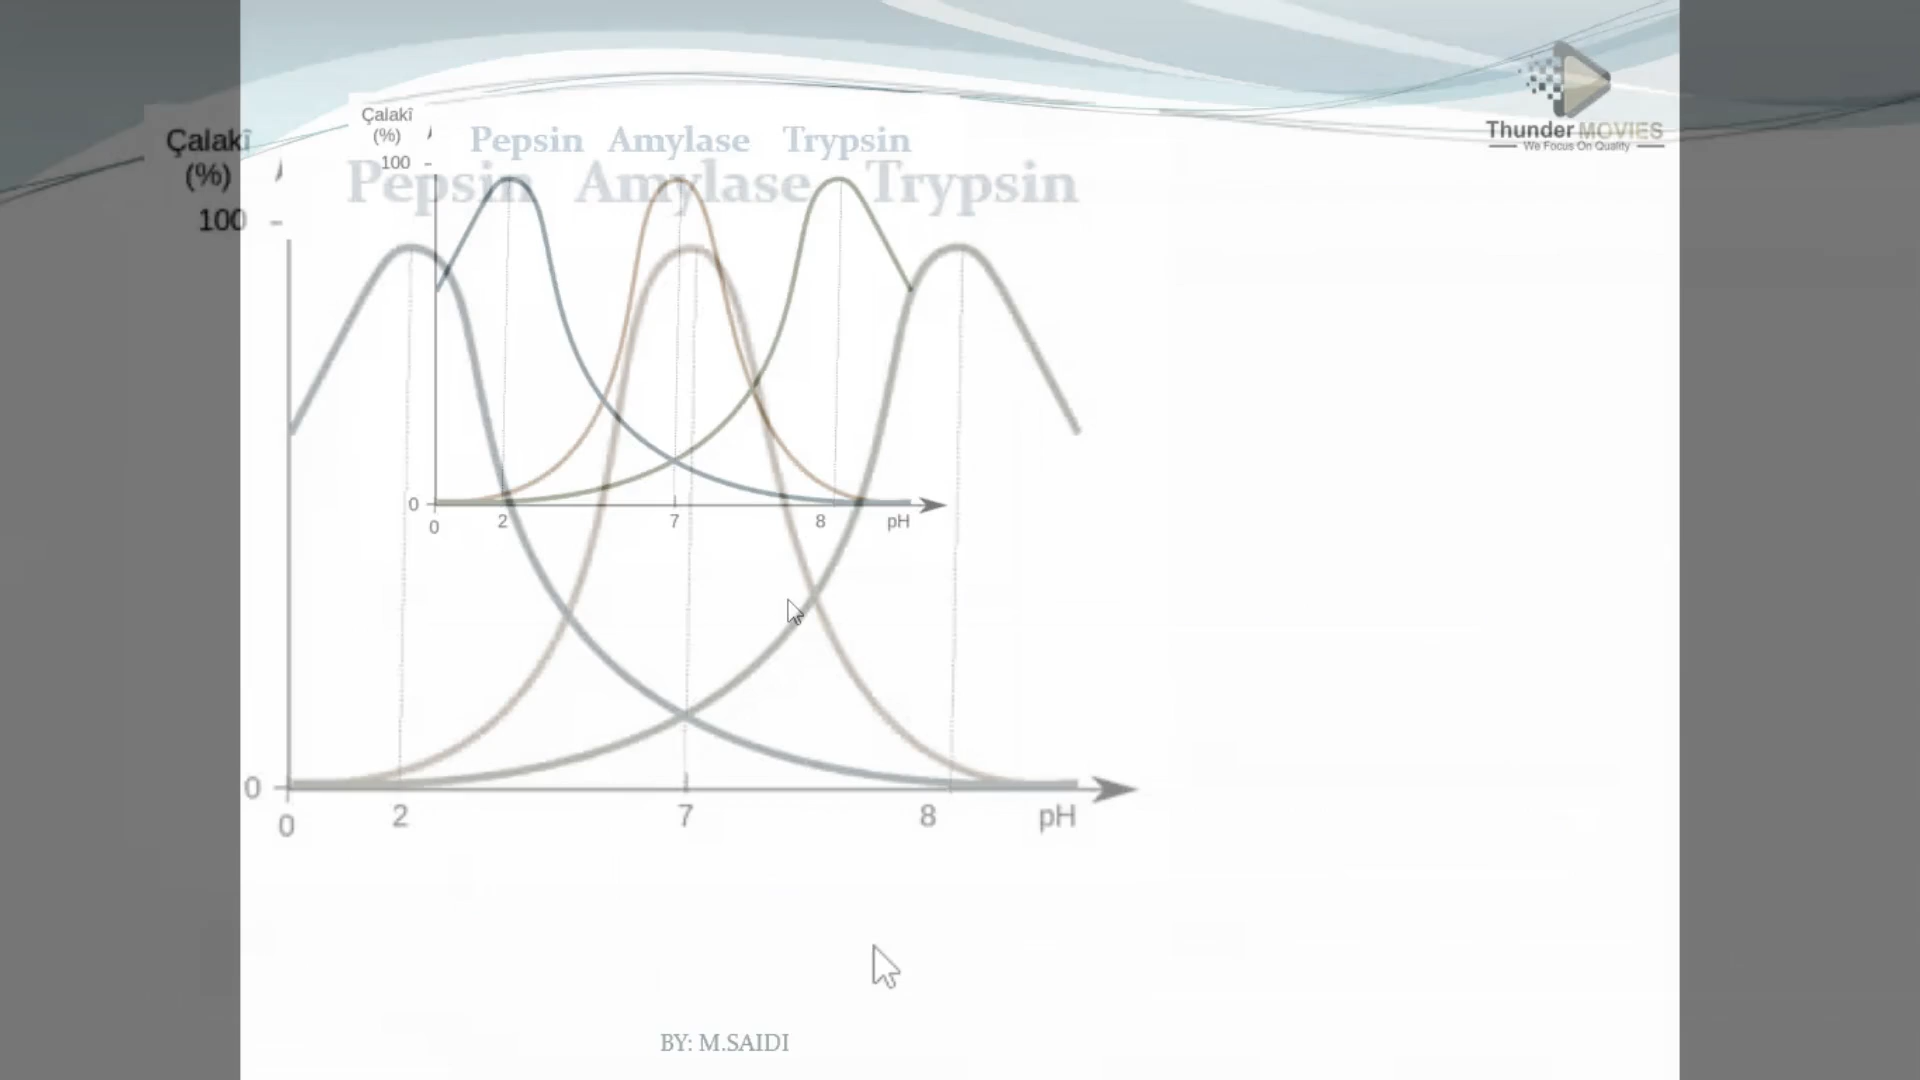 Thunder MOVIES
We Focus On Quality
Çalakî
(%)
100
Pepsin Amylase Trypsin
0
0 2 7 8 pH
Çalakî
(%)
100
Pepsin Amylase Trypsin
0
0 2 7 8 pH
BY: M.SAIDI